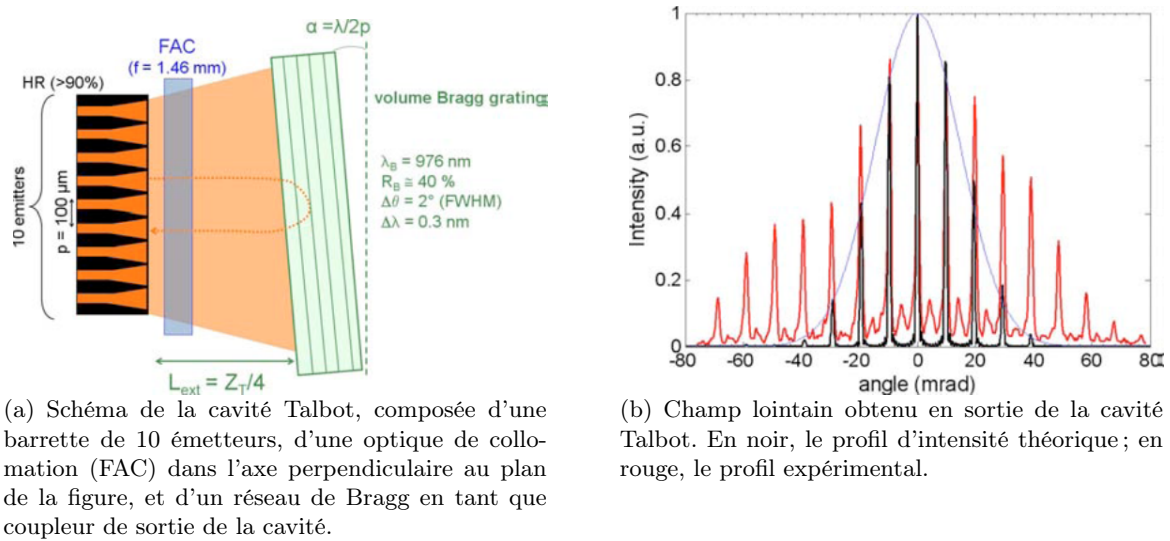 α =λ/2p
FAC
(f = 1.46 mm)
HR (>90%)
volume Bragg grating
λB = 976 nm
RB ≅ 40 %
Δθ = 2° (FWHM)
Δλ = 0.3 nm
10 emitters
p = 100 µm
Lext = ZT/4
(a) Schéma de la cavité Talbot, composée d'une
barrette de 10 émetteurs, d'une optique de collo-
mation (FAC) dans l'axe perpendiculaire au plan
de la figure, et d'un réseau de Bragg en tant que
coupleur de sortie de la cavité.
1
0.8
0.6
0.4
0.2
0
Intensity (a.u.)
-80 -60 -40 -20 0 20 40 60 80
angle (mrad)
(b) Champ lointain obtenu en sortie de la cavité
Talbot. En noir, le profil d'intensité théorique ; en
rouge, le profil expérimental.